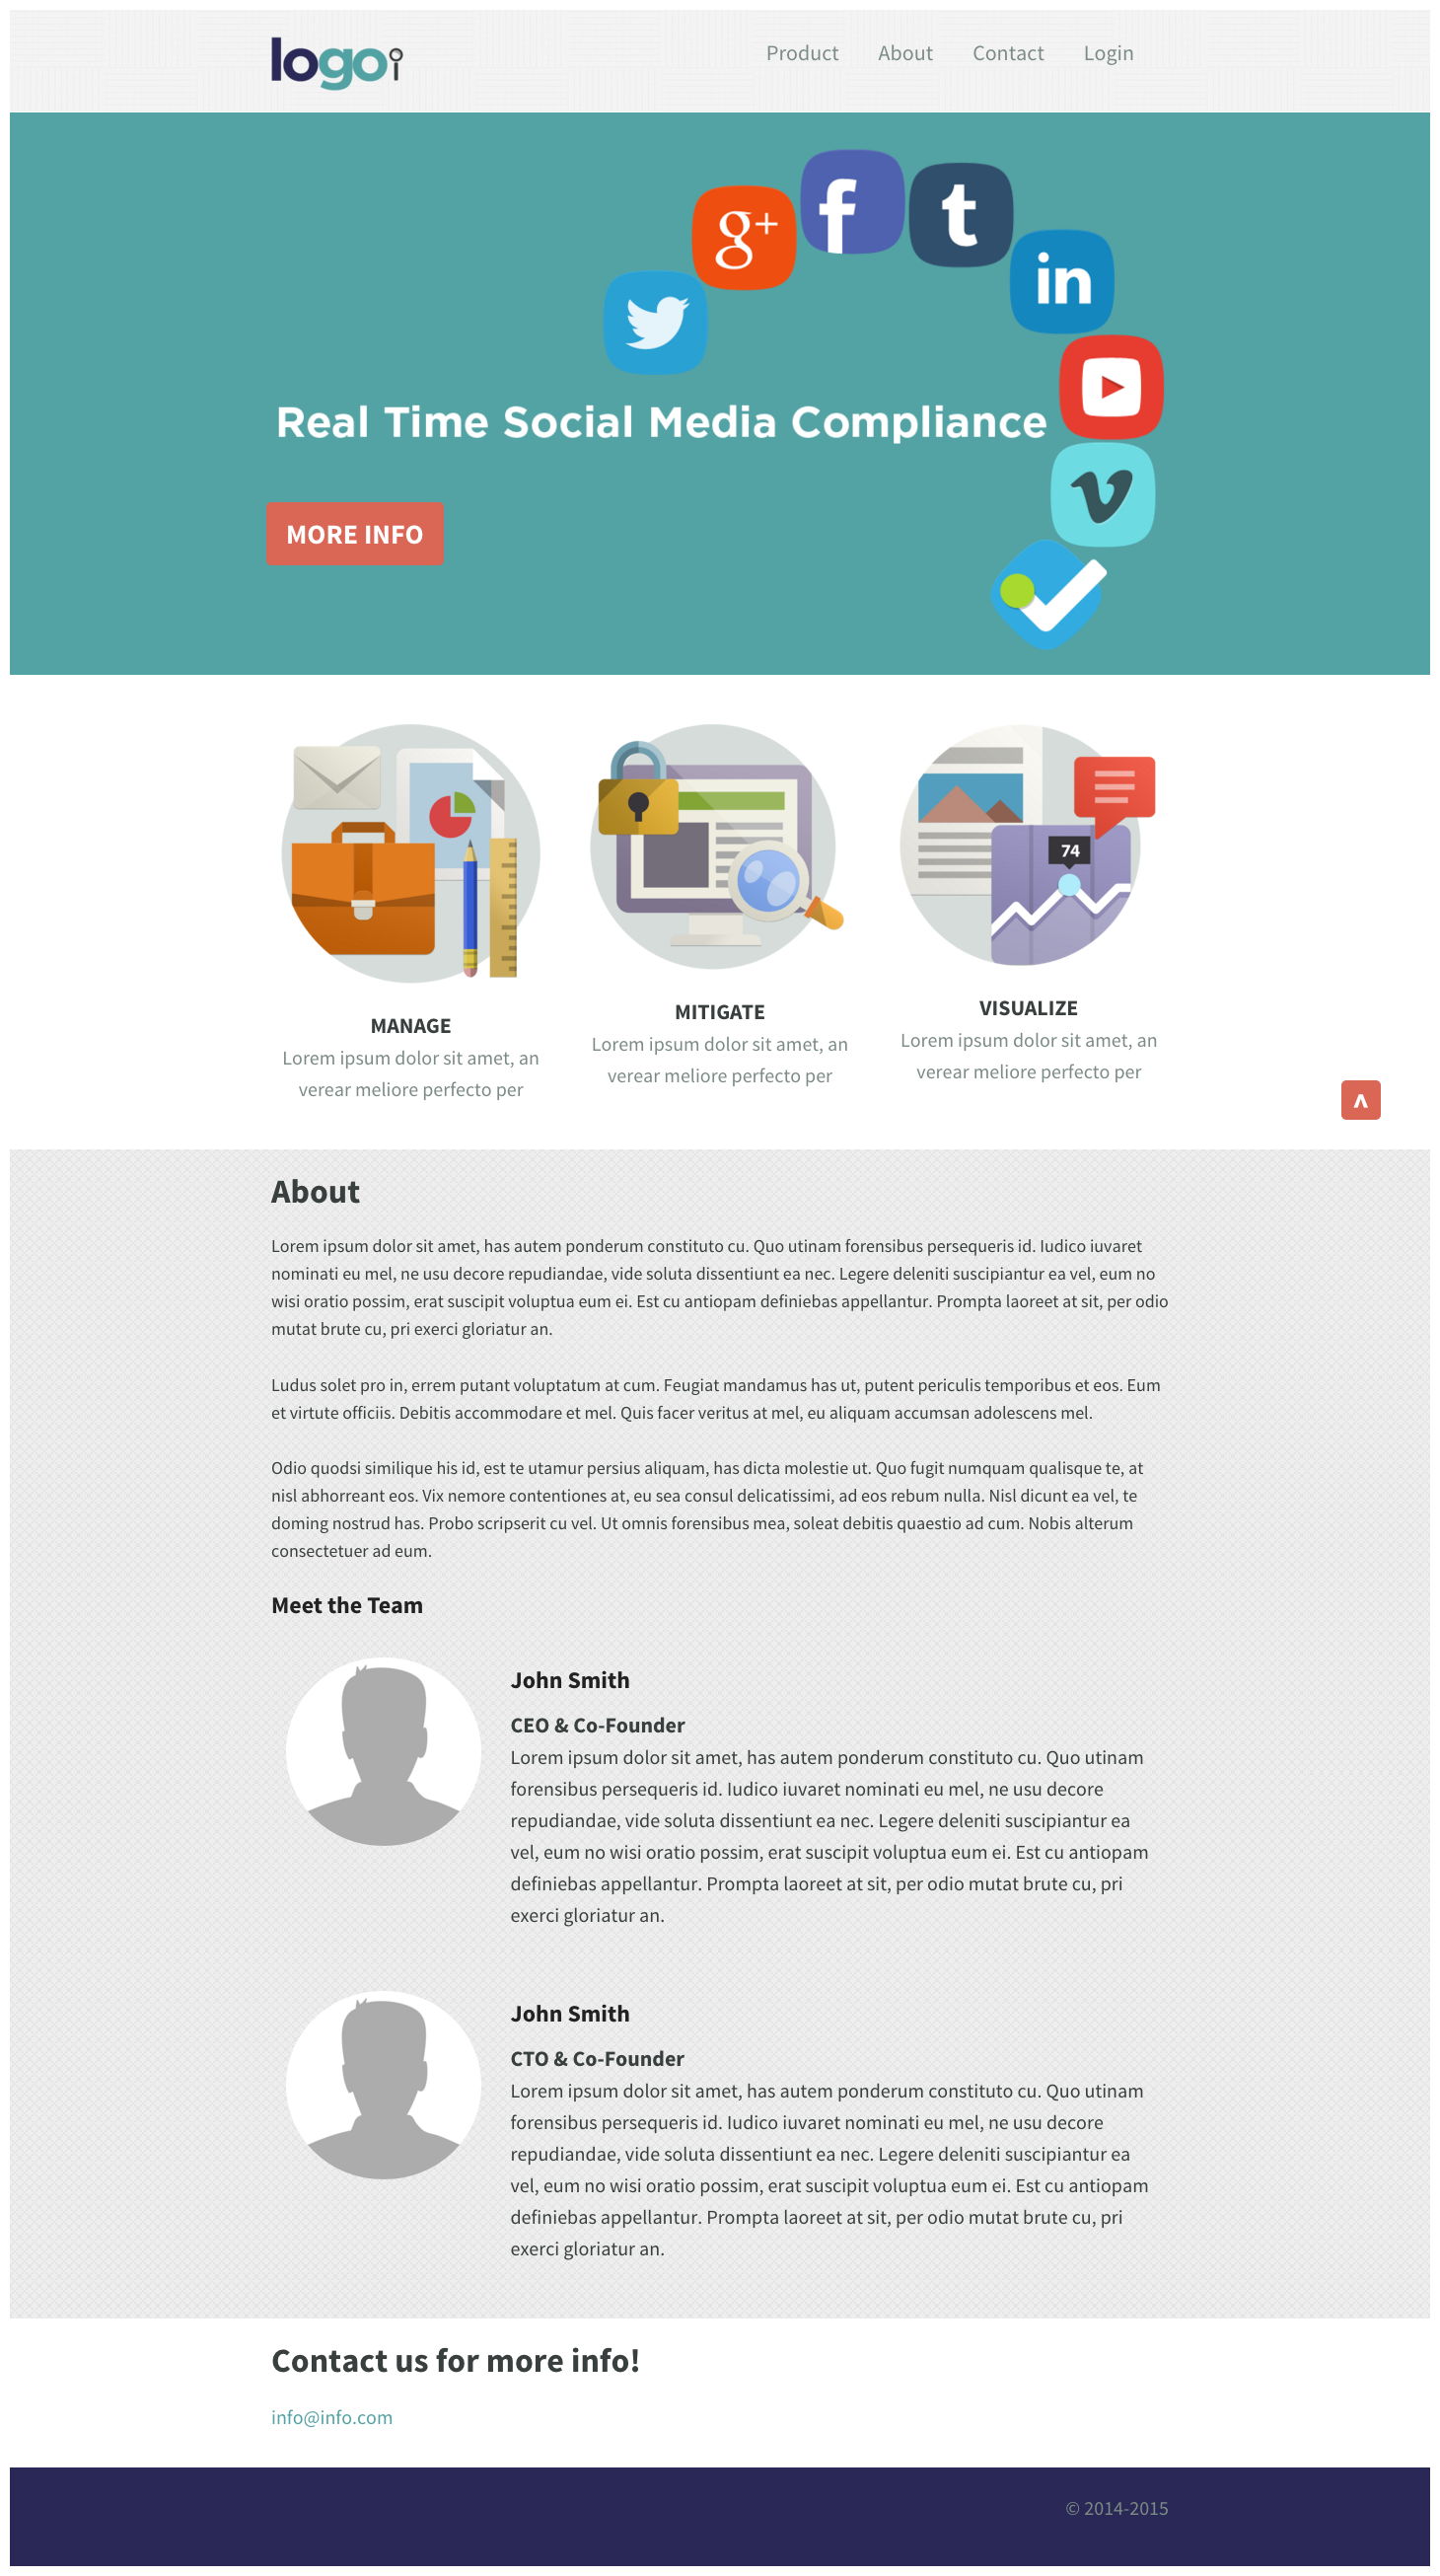 logo
Product About Contact Login
g+ f t
in
Real Time Social Media Compliance
v
MORE INFO
74
MANAGE
Lorem ipsum dolor sit amet, an
verear meliore perfecto per
MITIGATE
Lorem ipsum dolor sit amet, an
verear meliore perfecto per
VISUALIZE
Lorem ipsum dolor sit amet, an
verear meliore perfecto per
About
Lorem ipsum dolor sit amet, has autem ponderum constituto cu. Quo utinam forensibus persequeris id. Iudico iuvaret
nominati eu mel, ne usu decore repudiandae, vide soluta dissentiunt ea nec. Legere deleniti suscipiantur ea vel, eum no
wisi oratio possim, erat suscipit voluptua eum ei. Est cu antiopam definiebas appellantur. Prompta laoreet at sit, per odio
mutat brute cu, pri exerci gloriatur an.
Ludus solet pro in, errem putant voluptatum at cum. Feugiat mandamus has ut, putent periculis temporibus et eos. Eum
et virtute officiis. Debitis accommodare et mel. Quis facer veritus at mel, eu aliquam accumsan adolescens mel.
Odio quodsi similique his id, est te utamur persius aliquam, has dicta molestie ut. Quo fugit numquam qualisque te, at
nisl abhorreant eos. Vix nemore contentiones at, eu sea consul delicatissimi, ad eos rebum nulla. Nisl dicunt ea vel, te
doming nostrud has. Probo scripserit cu vel. Ut omnis forensibus mea, soleat debitis quaestio ad cum. Nobis alterum
consectetuer ad eum.
Meet the Team
John Smith
CEO & Co-Founder
Lorem ipsum dolor sit amet, has autem ponderum constituto cu. Quo utinam
forensibus persequeris id. Iudico iuvaret nominati eu mel, ne usu decore
repudiandae, vide soluta dissentiunt ea nec. Legere deleniti suscipiantur ea
vel, eum no wisi oratio possim, erat suscipit voluptua eum ei. Est cu antiopam
definiebas appellantur. Prompta laoreet at sit, per odio mutat brute cu, pri
exerci gloriatur an.
John Smith
CTO & Co-Founder
Lorem ipsum dolor sit amet, has autem ponderum constituto cu. Quo utinam
forensibus persequeris id. Iudico iuvaret nominati eu mel, ne usu decore
repudiandae, vide soluta dissentiunt ea nec. Legere deleniti suscipiantur ea
vel, eum no wisi oratio possim, erat suscipit voluptua eum ei. Est cu antiopam
definiebas appellantur. Prompta laoreet at sit, per odio mutat brute cu, pri
exerci gloriatur an.
Contact us for more info!
info@info.com
© 2014-2015